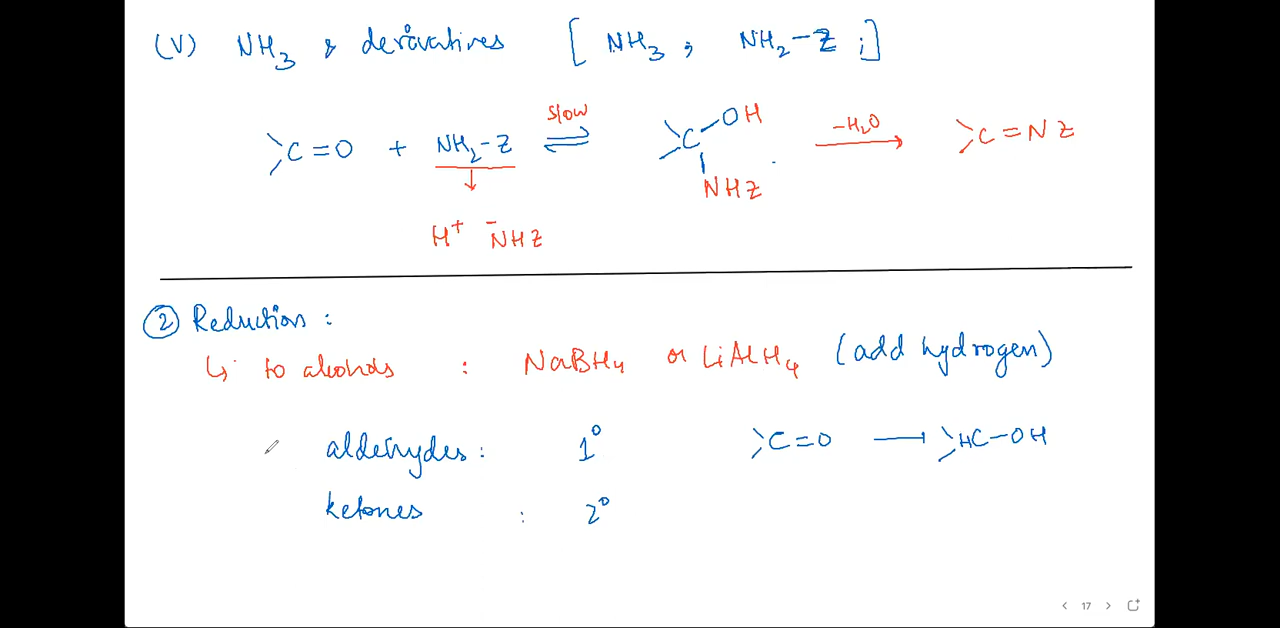 (V) NH3 & derivatives [ NH3 , NH2-Z ; ]
>C=O + NH2-Z slow ⇌ >C-OH -H2O → >C=NZ
NHZ
↓
H+ -NHZ
② Reduction :
↳ to alcohols : NaBH4 or LiAlH4 (add hydrogen)
aldehydes : 1° >C=O → >HC-OH
ketones : 2°
< 17 >